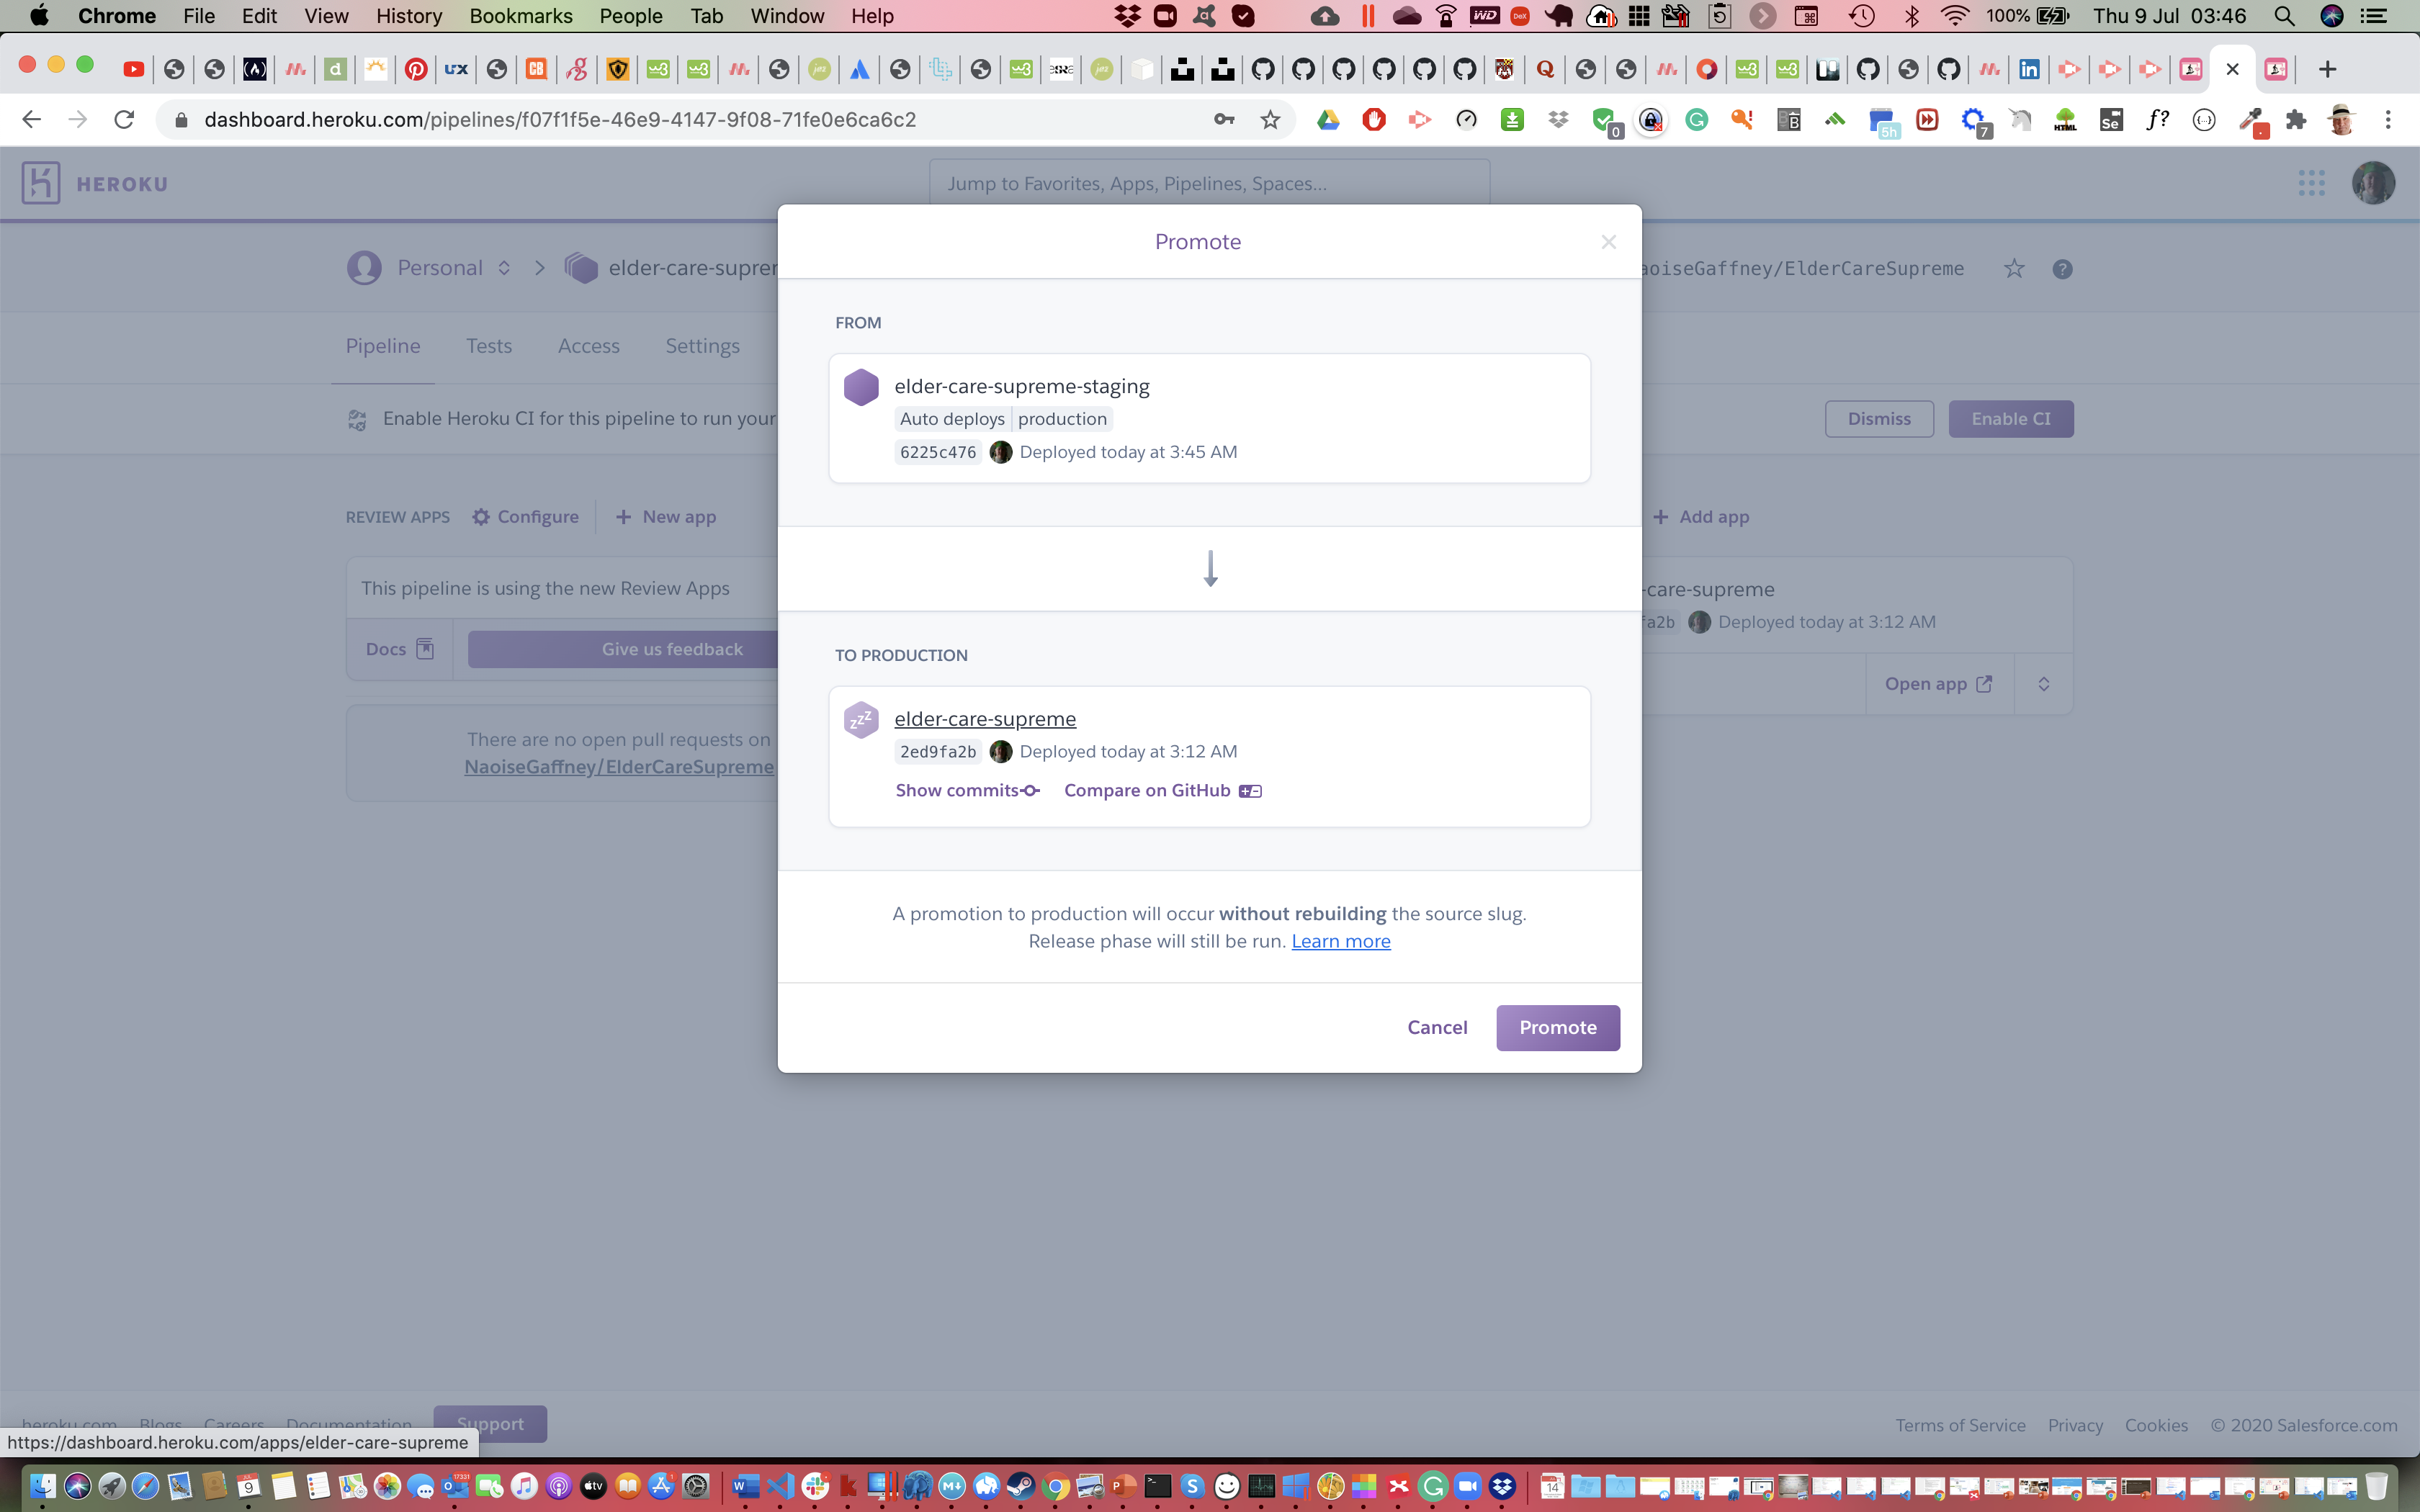 Chrome File Edit View History Bookmarks People Tab Window Help 100% Thu 9 Jul 03:46
dashboard.heroku.com/pipelines/f07f1f5e-46e9-4147-9f08-71fe0e6ca6c2
HEROKU
Jump to Favorites, Apps, Pipelines, Spaces...
Personal
elder-care-suprem
aoiseGaffney/ElderCareSupreme
Pipeline Tests Access Settings
Enable Heroku CI for this pipeline to run your
Dismiss
Enable CI
REVIEW APPS Configure + New app
+ Add app
This pipeline is using the new Review Apps
Docs
Give us feedback
There are no open pull requests on
NaoiseGaffney/ElderCareSupreme
-care-supreme
fa2b Deployed today at 3:12 AM
Open app
Promote
FROM
elder-care-supreme-staging
Auto deploys production
6225c476 Deployed today at 3:45 AM
TO PRODUCTION
zzz
elder-care-supreme
2ed9fa2b Deployed today at 3:12 AM
Show commits Compare on GitHub
A promotion to production will occur without rebuilding the source slug.
Release phase will still be run. Learn more
Cancel
Promote
heroku.com Blogs Careers Documentation Support
Terms of Service Privacy Cookies © 2020 Salesforce.com
https://dashboard.heroku.com/apps/elder-care-supreme